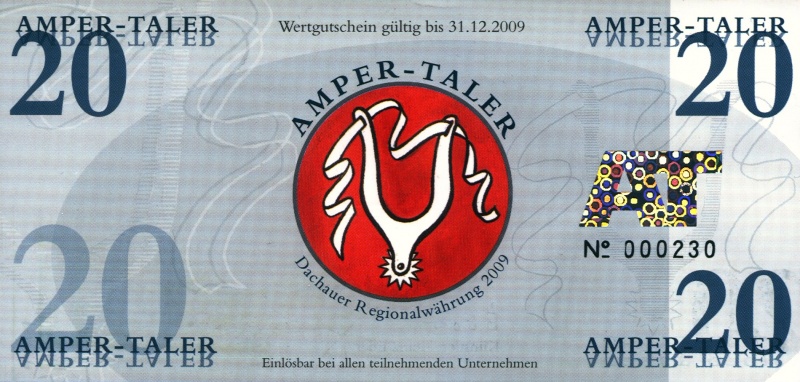 AMPER-TALER
20
Wertgutschein gültig bis 31.12.2009
AMPER-TALER
20
AMPER-TALER
Dachauer Regionalwährung 2009
AT
Nº 000230
20
AMPER-TALER
20
AMPER-TALER
Einlösbar bei allen teilnehmenden Unternehmen